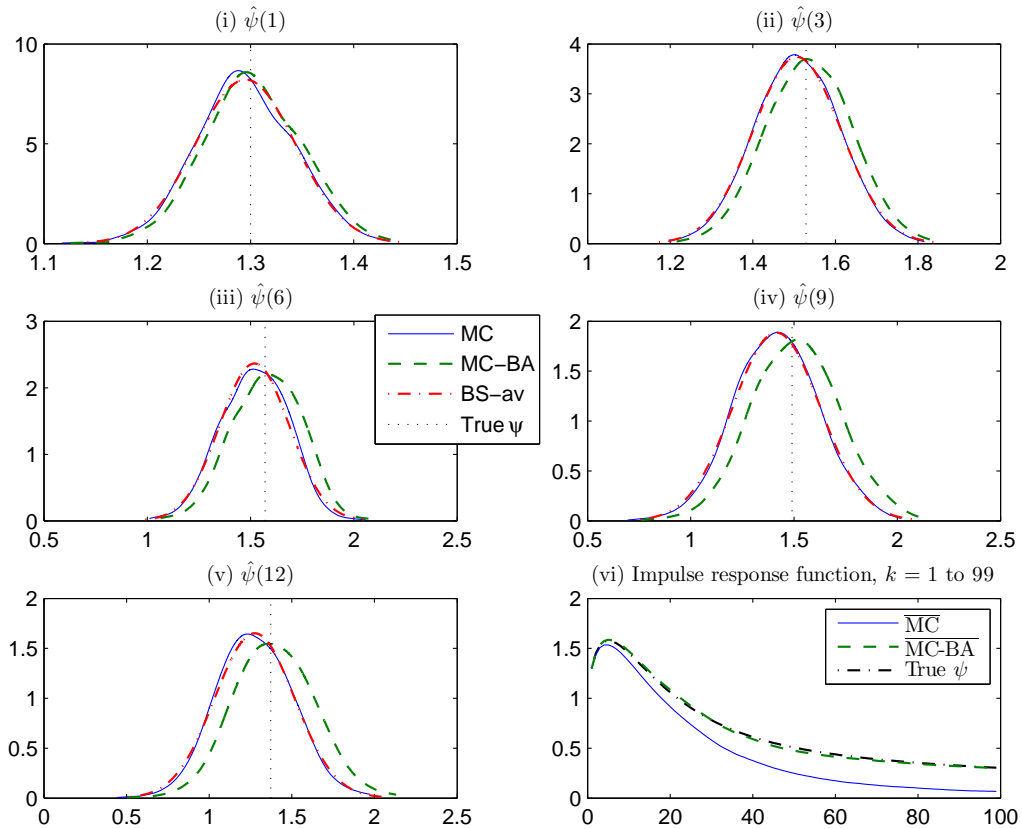 (i) ψ̂(1)
10
5
0
1.1 1.2 1.3 1.4 1.5
(ii) ψ̂(3)
4
3
2
1
0
1 1.2 1.4 1.6 1.8 2
(iii) ψ̂(6)
3
2
1
0
0.5 1 1.5 2 2.5
MC
MC−BA
BS−av
True ψ
(iv) ψ̂(9)
2
1.5
1
0.5
0
0.5 1 1.5 2 2.5
(v) ψ̂(12)
2
1.5
1
0.5
0
0 0.5 1 1.5 2 2.5
(vi) Impulse response function, k = 1 to 99
2
1.5
1
0.5
0
0 20 40 60 80 100
M̅C̅
M̅C̅-̅B̅A̅
True ψ